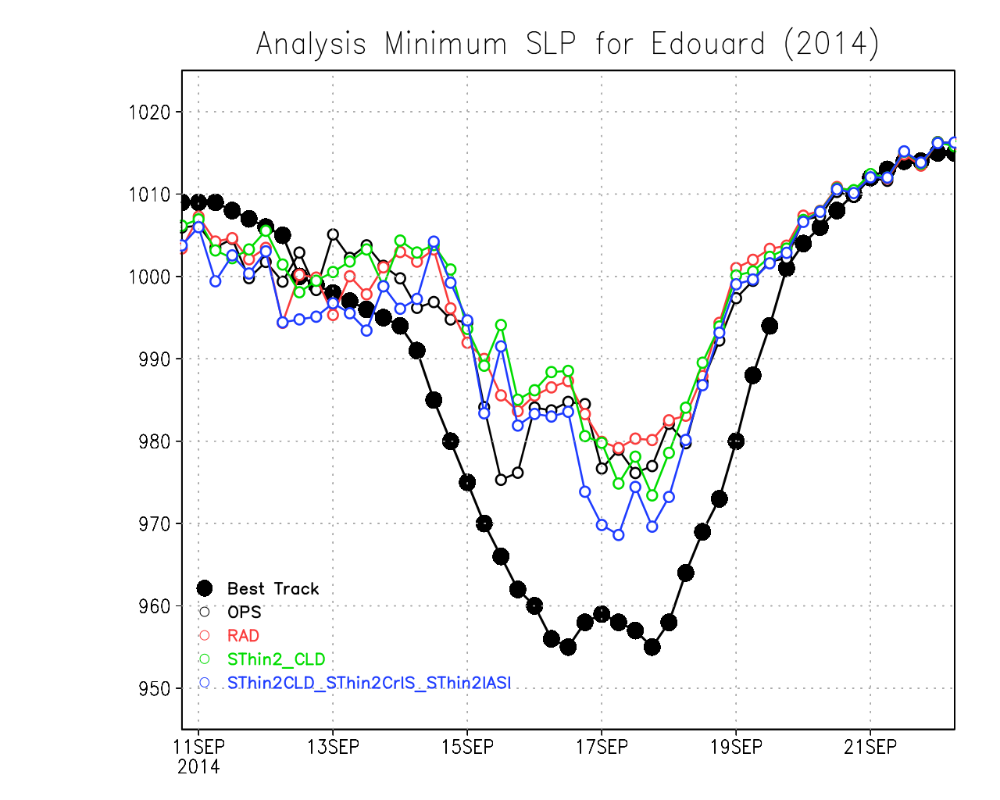 Analysis Minimum SLP for Edouard (2014)
1020
1010
1000
990
980
970
960
950
Best Track
OPS
RAD
SThin2_CLD
SThin2CLD_SThin2CrIS_SThin2IASI
11SEP 13SEP 15SEP 17SEP 19SEP 21SEP
2014